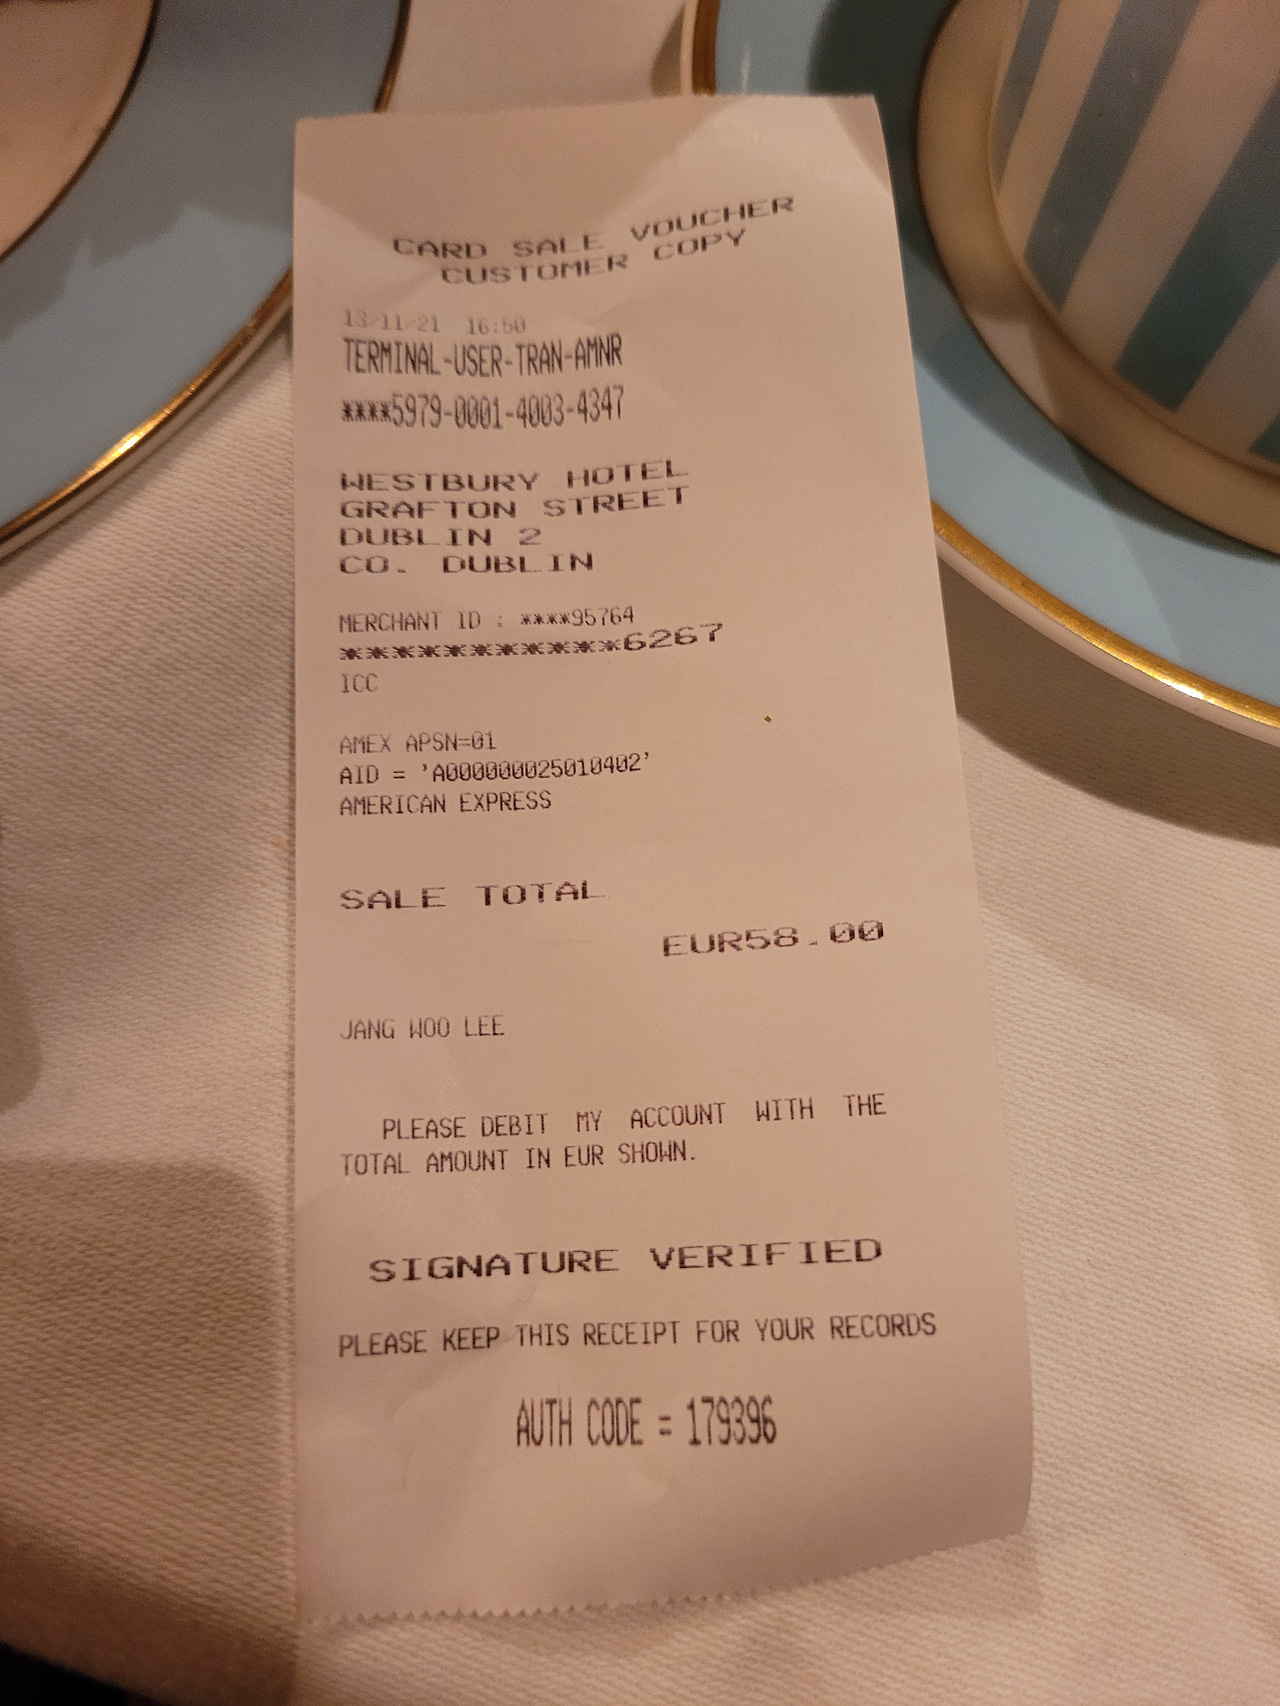 CARD SALE VOUCHER
CUSTOMER COPY
13/11/21 16:50
TERMINAL-USER-TRAN-AMNR
****5979-0001-4003-4347
WESTBURY HOTEL
GRAFTON STREET
DUBLIN 2
CO. DUBLIN
MERCHANT ID : ****95764
***********6267
ICC
AMEX APSN=01
AID = 'A000000025010402'
AMERICAN EXPRESS
SALE TOTAL
EUR58.00
JANG WOO LEE
PLEASE DEBIT MY ACCOUNT WITH THE
TOTAL AMOUNT IN EUR SHOWN.
SIGNATURE VERIFIED
PLEASE KEEP THIS RECEIPT FOR YOUR RECORDS
AUTH CODE = 179396